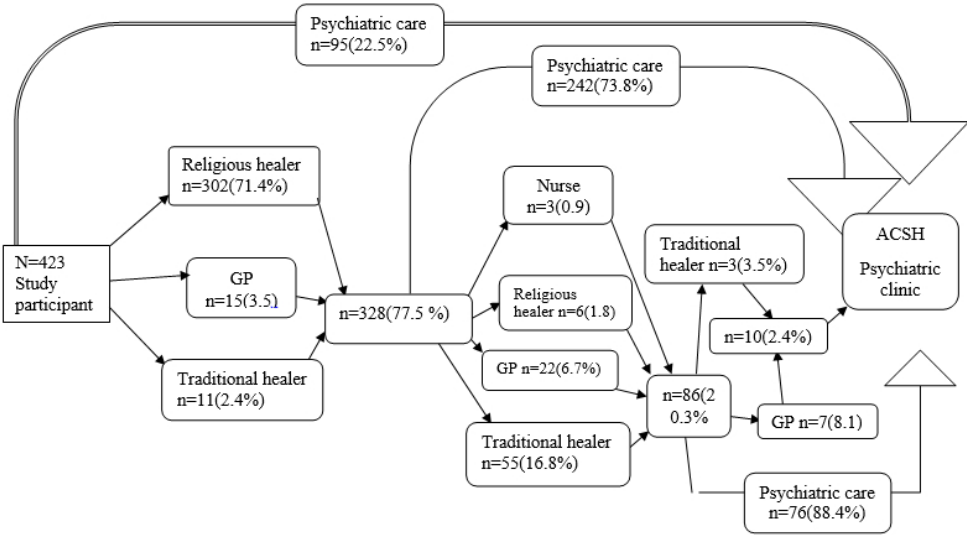 Psychiatric care
n=95(22.5%)
Psychiatric care
n=242(73.8%)
Religious healer
n=302(71.4%)
Nurse
n=3(0.9)
Traditional
healer n=3(3.5%)
ACSH
Psychiatric
clinic
N=423
Study
participant
GP
n=15(3.5)
n=328(77.5 %)
Religious
healer n=6(1.8)
n=10(2.4%)
GP n=22(6.7%)
Traditional healer
n=11(2.4%)
n=86(2
0.3%
GP n=7(8.1)
Traditional healer
n=55(16.8%)
Psychiatric care
n=76(88.4%)